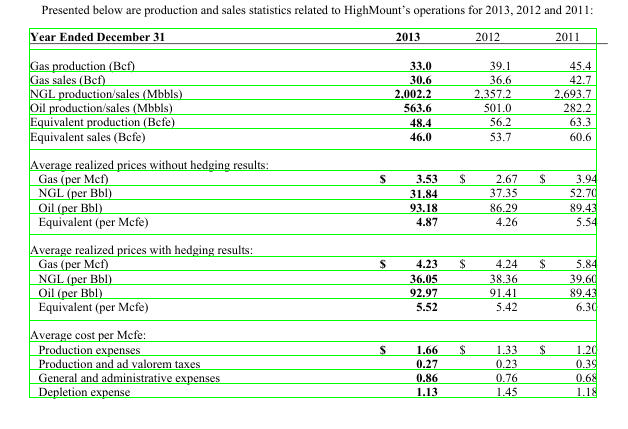 Presented below are production and sales statistics related to HighMount's operations for 2013, 2012 and 2011:
Year Ended December 31 2013 2012 2011
Gas production (Bcf) 33.0 39.1 45.4
Gas sales (Bcf) 30.6 36.6 42.7
NGL production/sales (Mbbls) 2,002.2 2,357.2 2,693.7
Oil production/sales (Mbbls) 563.6 501.0 282.2
Equivalent production (Bcfe) 48.4 56.2 63.3
Equivalent sales (Bcfe) 46.0 53.7 60.6
Average realized prices without hedging results:
Gas (per Mcf) $ 3.53 $ 2.67 $ 3.94
NGL (per Bbl) 31.84 37.35 52.70
Oil (per Bbl) 93.18 86.29 89.43
Equivalent (per Mcfe) 4.87 4.26 5.54
Average realized prices with hedging results:
Gas (per Mcf) $ 4.23 $ 4.24 $ 5.84
NGL (per Bbl) 36.05 38.36 39.60
Oil (per Bbl) 92.97 91.41 89.43
Equivalent (per Mcfe) 5.52 5.42 6.30
Average cost per Mcfe:
Production expenses $ 1.66 $ 1.33 $ 1.20
Production and ad valorem taxes 0.27 0.23 0.39
General and administrative expenses 0.86 0.76 0.68
Depletion expense 1.13 1.45 1.18